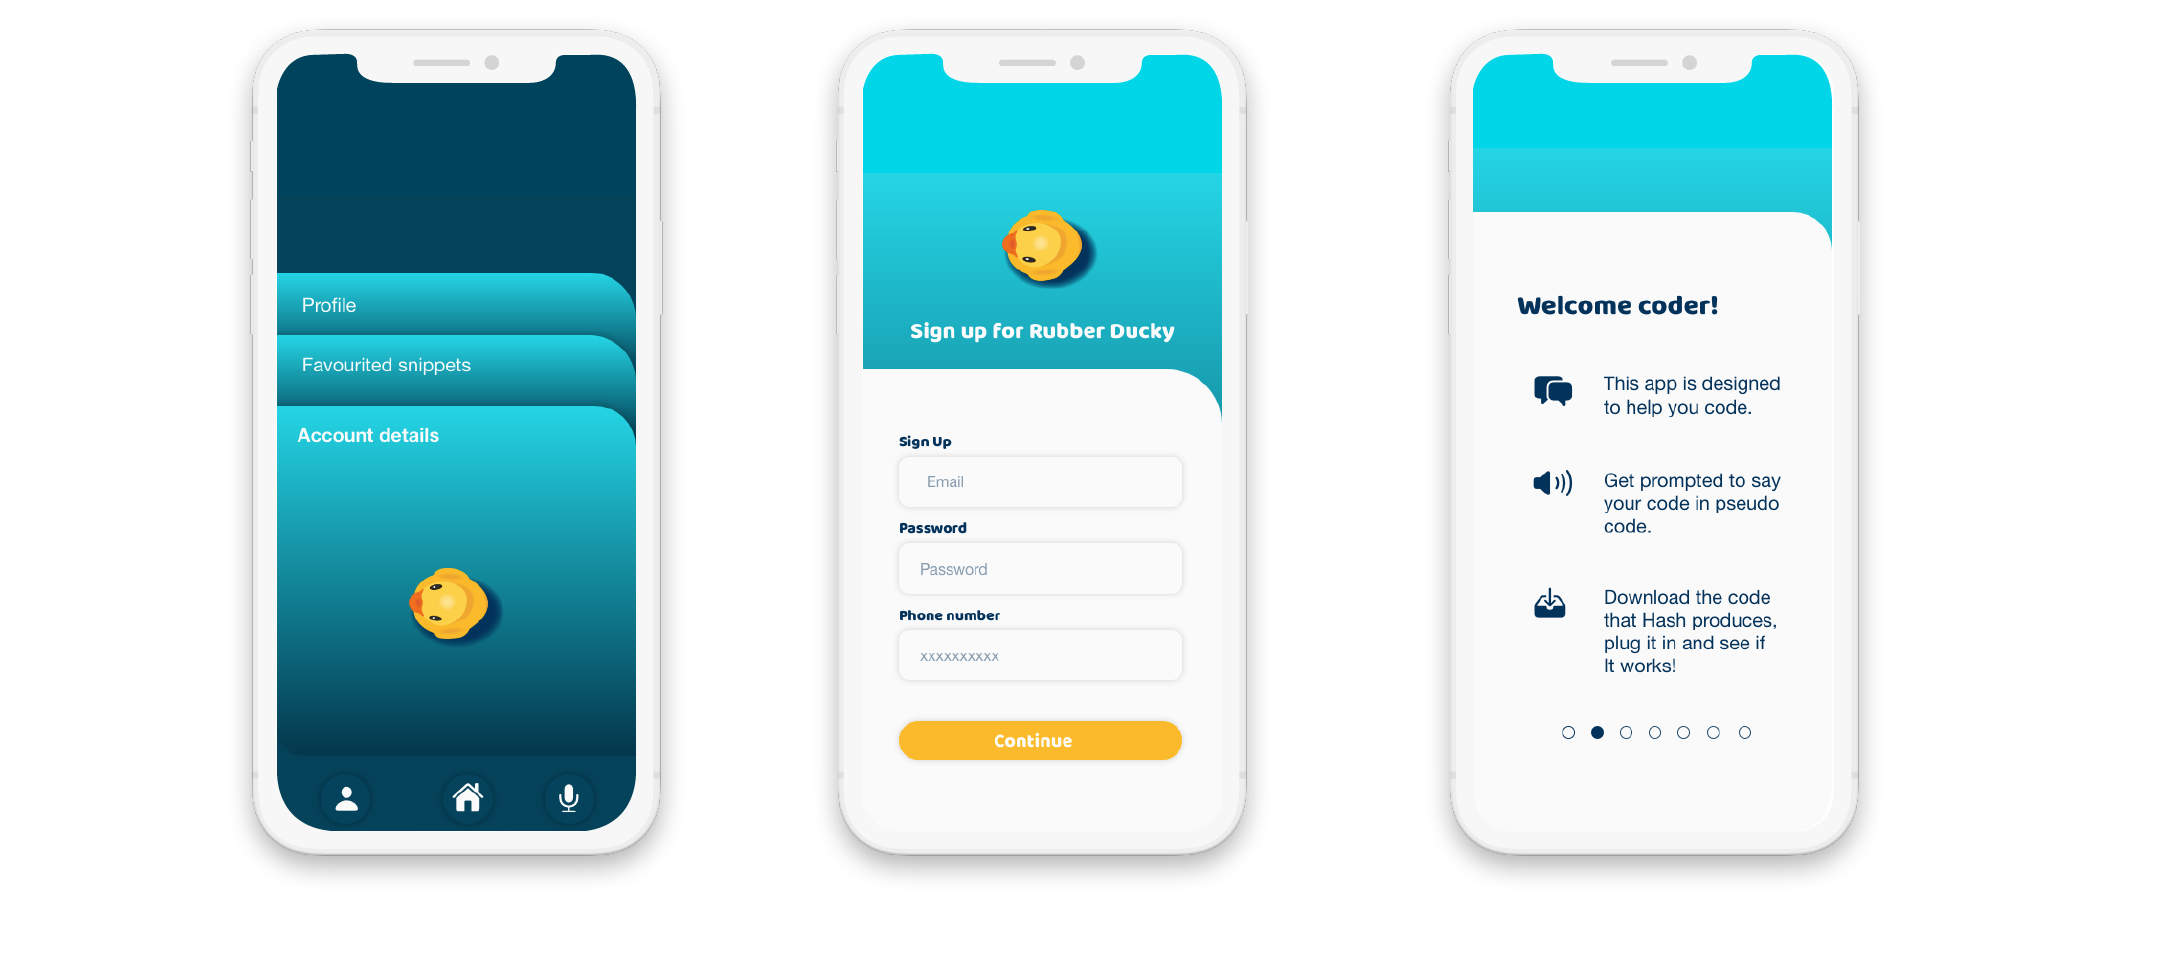 Profile
Favourited snippets
Account details
Sign up for Rubber Ducky
Sign Up
Email
Password
Password
Phone number
xxxxxxxxxx
Continue
Welcome coder!
This app is designed
to help you code.
Get prompted to say
your code in pseudo
code.
Download the code
that Hash produces,
plug it in and see if
It works!